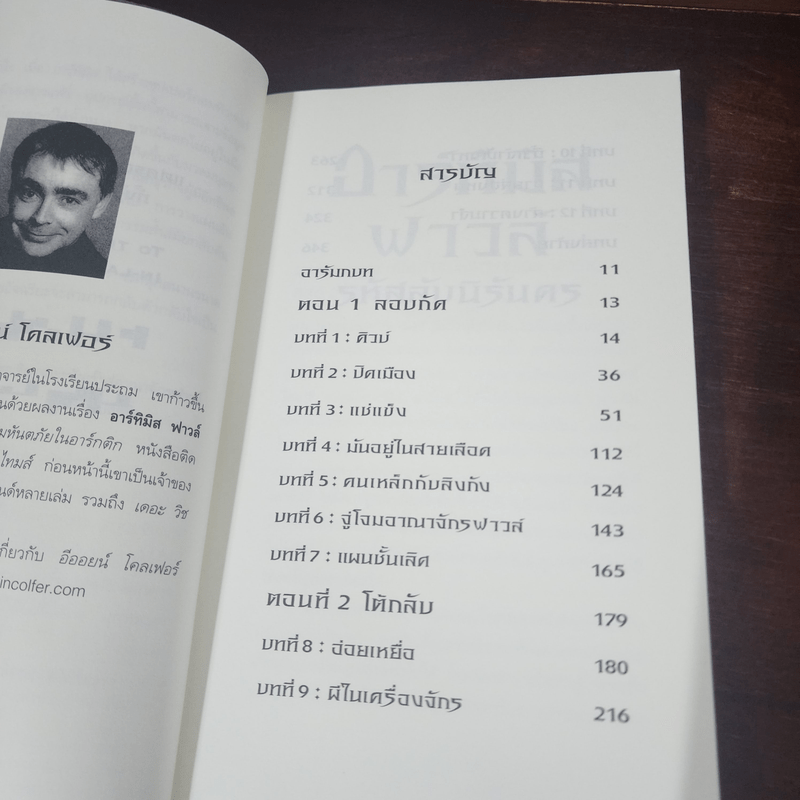 น์ โคลเฟอร์
าจารย์ในโรงเรียนประถม เขาก้าวขึ้น
นด้วยผลงานเรื่อง อาร์ทิมิส ฟาวล์
มหันตภัยในอาร์กติก หนังสือติด
ไทมส์ ก่อนหน้านี้เขาเป็นเจ้าของ
นด์หลายเล่ม รวมถึง เดอะ วิช
กี่ยวกับ อีออยน์ โคลเฟอร์
incolfer.com
สารบัญ
อารัมภบท 11
ตอน 1 ลอบกัด 13
บทที่ 1 : คิวบ์ 14
บทที่ 2 : ปิดเมือง 36
บทที่ 3 : แช่แข็ง 51
บทที่ 4 : มันอยู่ในสายเลือด 112
บทที่ 5 : คนเหล็กกับลิงกัง 124
บทที่ 6 : จู่โจมอาณาจักรฟาวล์ 143
บทที่ 7 : แผนชั้นเลิศ 165
ตอนที่ 2 โต้กลับ 179
บทที่ 8 : อ่อยเหยื่อ 180
บทที่ 9 : ผีในเครื่องจักร 216